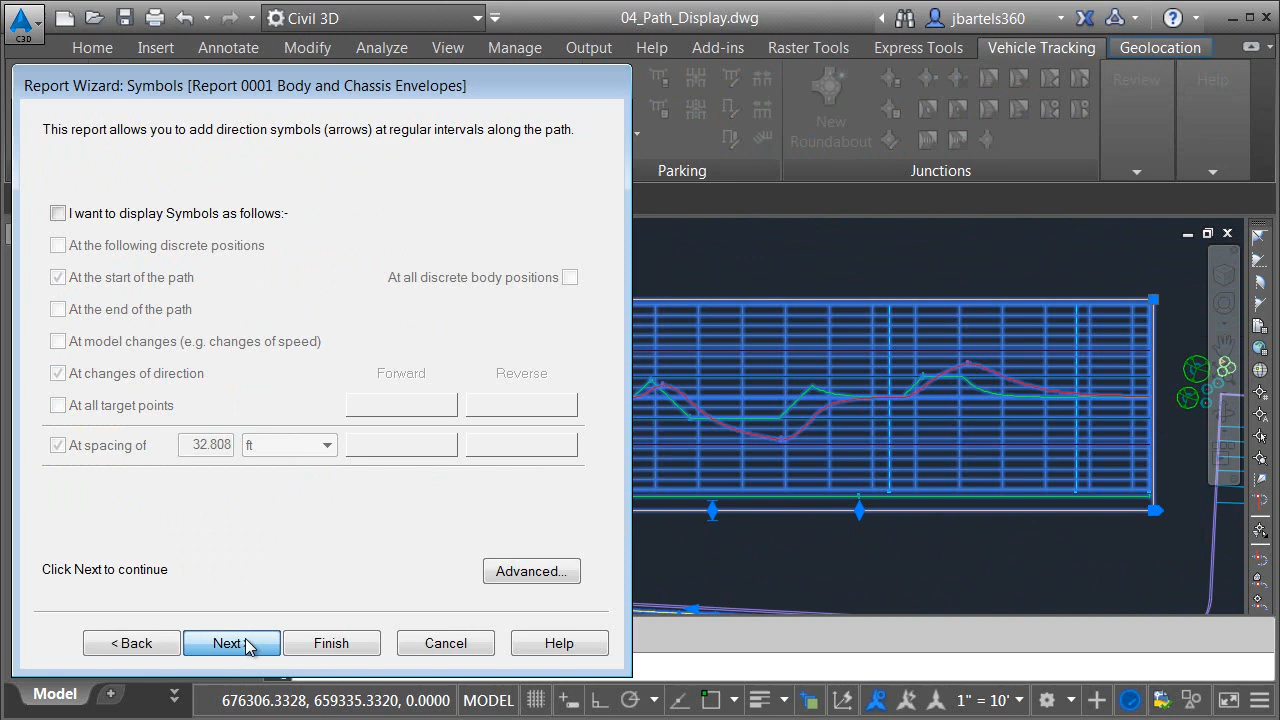 C3D
Civil 3D
04_Path_Display.dwg
jbartels360
Home Insert Annotate Modify Analyze View Manage Output Help Add-ins Raster Tools Express Tools Vehicle Tracking Geolocation
Report Wizard: Symbols [Report 0001 Body and Chassis Envelopes]
New
Roundabout
Review
Help
Parking
Junctions
This report allows you to add direction symbols (arrows) at regular intervals along the path.
I want to display Symbols as follows:-
At the following discrete positions
At the start of the path
At all discrete body positions
At the end of the path
At model changes (e.g. changes of speed)
At changes of direction
Forward
Reverse
At all target points
At spacing of 32.808 ft
Click Next to continue
Advanced...
< Back Next > Finish Cancel Help
Model
676306.3328, 659335.3320, 0.0000 MODEL 1" = 10'